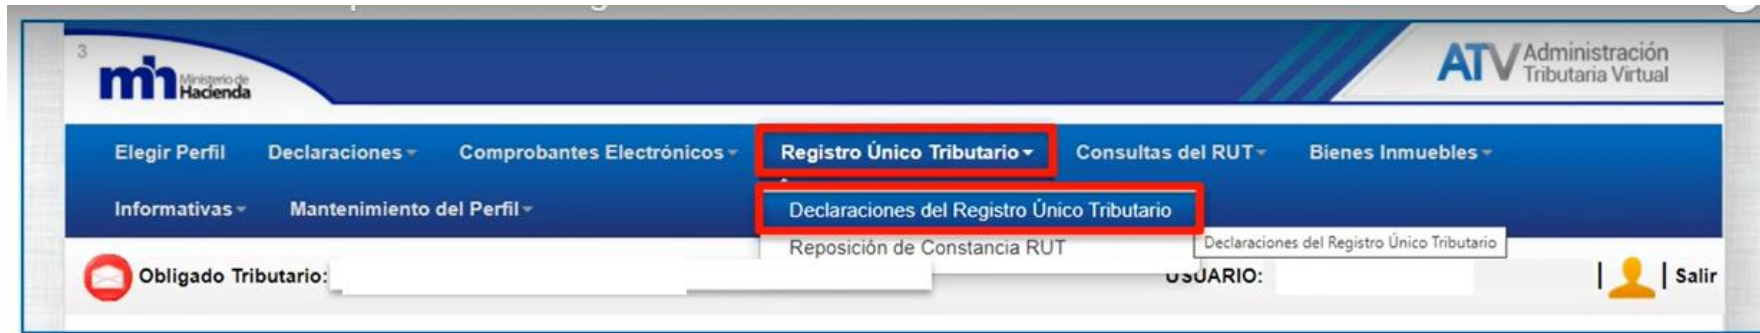 3
mh Ministerio de
Hacienda
ATV Administración
Tributaria Virtual
Elegir Perfil Declaraciones Comprobantes Electrónicos Registro Único Tributario Consultas del RUT Bienes Inmuebles
Informativas Mantenimiento del Perfil Declaraciones del Registro Único Tributario
Reposición de Constancia RUT Declaraciones del Registro Único Tributario
Obligado Tributario: USUARIO: | | Salir